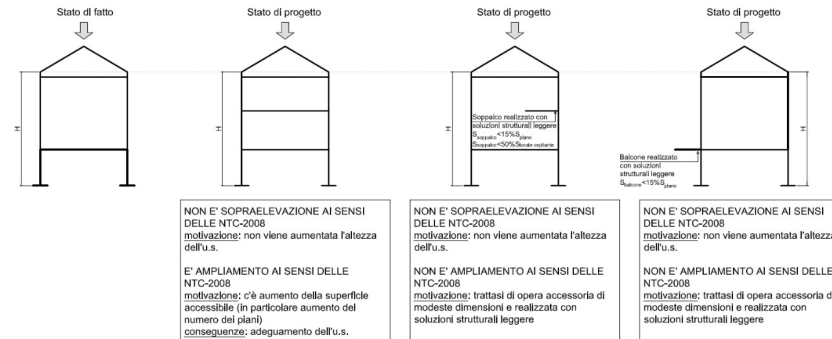 Stato di fatto
Stato di progetto
Stato di progetto
Stato di progetto
H
H
H
H
Soppalco realizzato con
soluzioni strutturali leggere
Ssoppalco<15%Spiano
Ssoppalco<50%Slocale ospitante
Balcone realizzato
con soluzioni
strutturali leggere
Sbalcone<15%Spiano
NON E' SOPRAELEVAZIONE AI SENSI
DELLE NTC-2008
motivazione: non viene aumentata l'altezza
dell'u.s.
E' AMPLIAMENTO AI SENSI DELLE
NTC-2008
motivazione: c'è aumento della superficie
accessibile (in particolare aumento del
numero dei piani)
conseguenze: adeguamento dell'u.s.
NON E' SOPRAELEVAZIONE AI SENSI
DELLE NTC-2008
motivazione: non viene aumentata l'altezza
dell'u.s.
NON E' AMPLIAMENTO AI SENSI DELLE
NTC-2008
motivazione: trattasi di opera accessoria di
modeste dimensioni e realizzata con
soluzioni strutturali leggere
NON E' SOPRAELEVAZIONE AI SENSI
DELLE NTC-2008
motivazione: non viene aumentata l'altezza
dell'u.s.
NON E' AMPLIAMENTO AI SENSI DELLE
NTC-2008
motivazione: trattasi di opera accessoria d
modeste dimensioni e realizzata con
soluzioni strutturali leggere